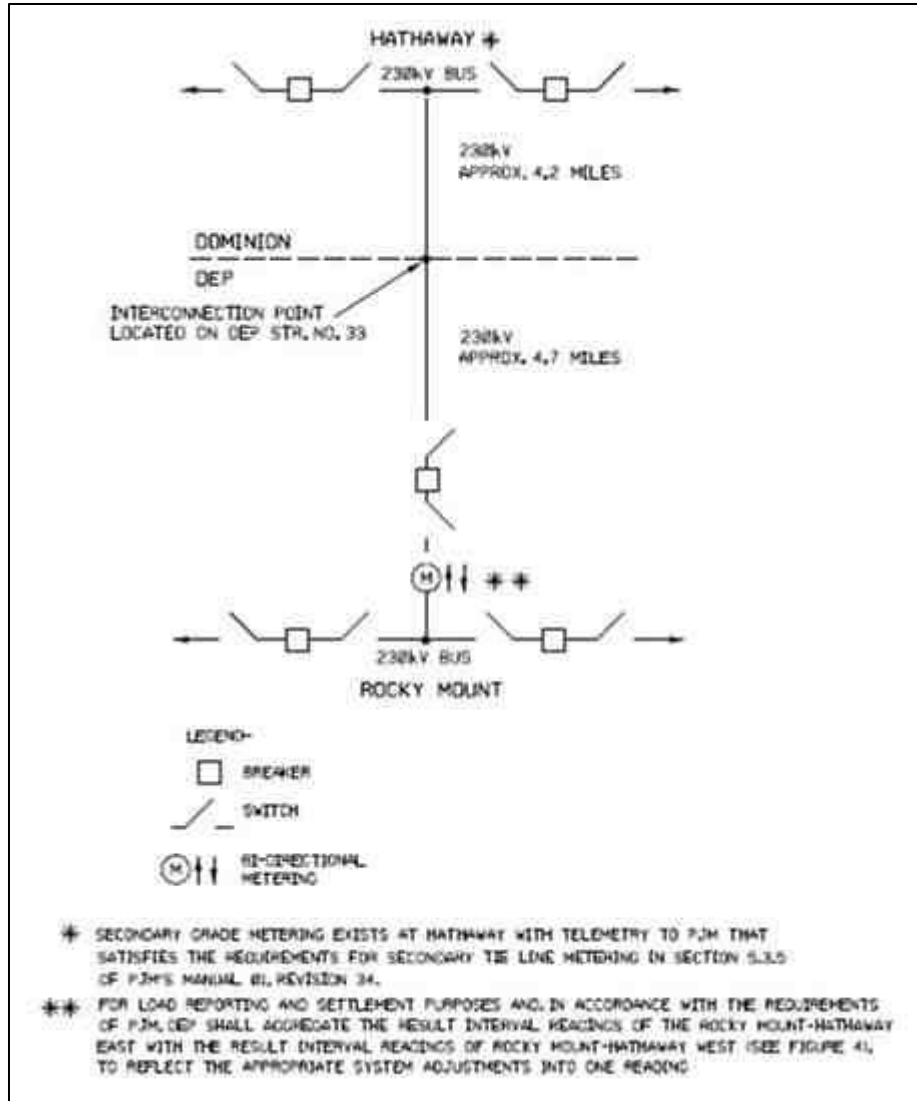 HATHAWAY *
230kV BUS
230kV
APPROX. 4.2 MILES
DOMINION
DEP
INTERCONNECTION POINT
LOCATED ON DEP STR. NO. 33
230kV
APPROX. 4.7 MILES
M * *
230kV BUS
ROCKY MOUNT
LEGEND-
BREAKER
SWITCH
M BI-DIRECTIONAL
METERING
* SECONDARY GRADE METERING EXISTS AT HATHAWAY WITH TELEMETRY TO PJM THAT
SATISFIES THE REQUIREMENTS FOR SECONDARY TIE LINE METERING IN SECTION 5.3.5
OF PJM'S MANUAL 01, REVISION 34.
** FOR LOAD REPORTING AND SETTLEMENT PURPOSES AND, IN ACCORDANCE WITH THE REQUIREMENTS
OF PJM, DEP SHALL AGGREGATE THE RESULT INTERVAL READINGS OF THE ROCKY MOUNT-HATHAWAY
EAST WITH THE RESULT INTERVAL READINGS OF ROCKY MOUNT-HATHAWAY WEST (SEE FIGURE 4),
TO REFLECT THE APPROPRIATE SYSTEM ADJUSTMENTS INTO ONE READING